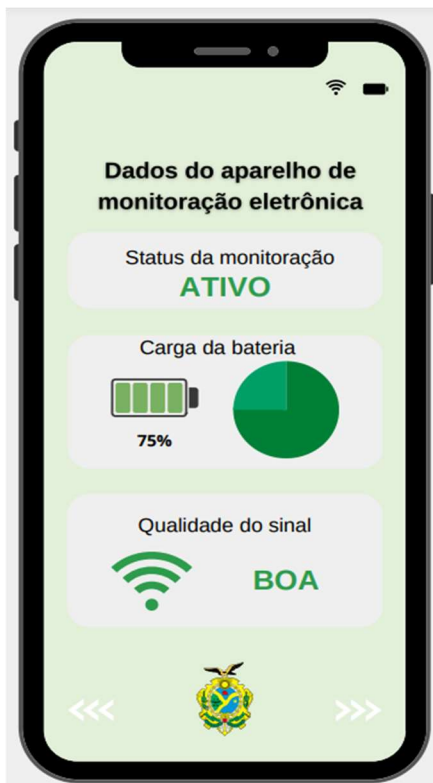 Dados do aparelho de
monitoração eletrônica
Status da monitoração
ATIVO
Carga da bateria
75%
Qualidade do sinal
BOA
<<<
>>>